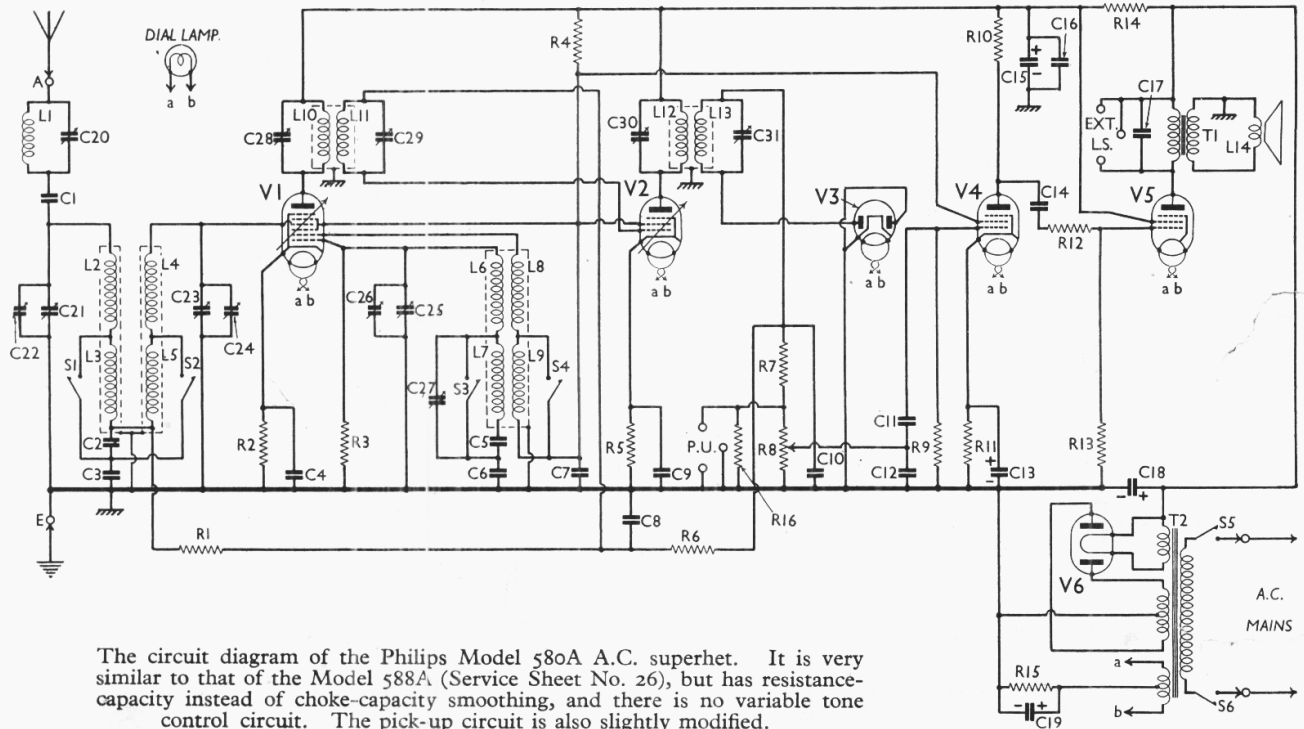 DIAL LAMP.
a b
A
L1
C20
C1
C22
C21
L2
L3
S1
C2
C3
E
L4
L5
S2
C23
C24
R1
V1
a b
C28
L10
L11
C29
R2
C4
R3
C26
C25
L6
L7
L8
L9
C27
S3
S4
C5
C6
C7
R4
V2
a b
C30
L12
L13
C31
R5
C9
C8
R6
P.U.
R16
R7
R8
C10
V3
a b
C11
C12
R9
R10
V4
a b
R11
C13
+
-
C15
+
-
C16
C14
R12
R13
R14
EXT.
L.S.
C17
T1
L14
V5
a b
C18
- +
V6
T2
S5
S6
A.C.
MAINS
a
b
R15
C19
- +
The circuit diagram of the Philips Model 580A A.C. superhet. It is very
similar to that of the Model 588A (Service Sheet No. 26), but has resistance-
capacity instead of choke-capacity smoothing, and there is no variable tone
control circuit. The pick-up circuit is also slightly modified.